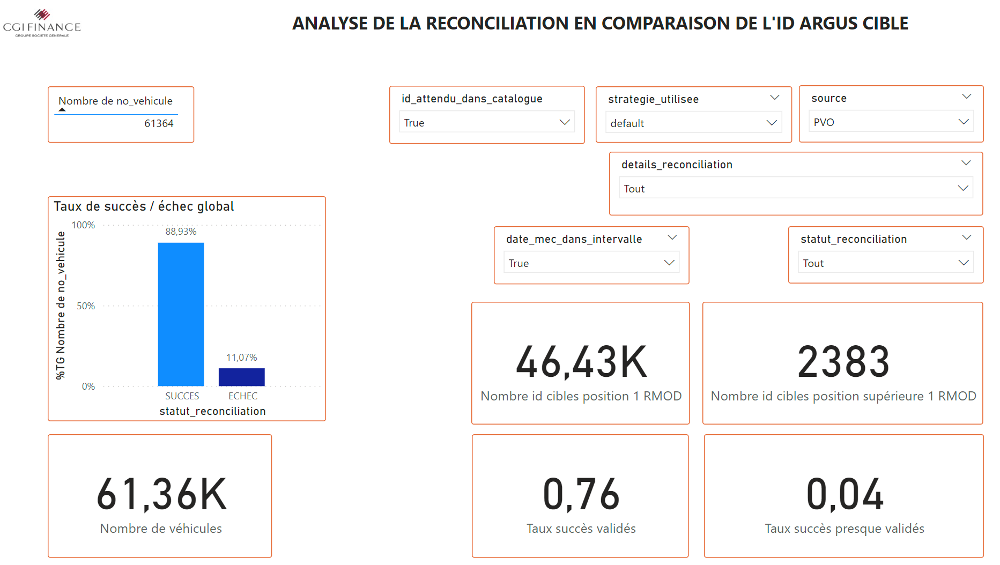 CGI FINANCE
GROUPE SOCIETE GENERALE
ANALYSE DE LA RECONCILIATION EN COMPARAISON DE L'ID ARGUS CIBLE
Nombre de no_vehicule
61364
id_attendu_dans_catalogue
True
strategie_utilisee
default
source
PVO
details_reconciliation
Tout
Taux de succès / échec global
%TG Nombre de no_vehicule
100%
50%
0%
88,93%
11,07%
SUCCES
ECHEC
statut_reconciliation
date_mec_dans_intervalle
True
statut_reconciliation
Tout
46,43K
Nombre id cibles position 1 RMOD
2383
Nombre id cibles position supérieure 1 RMOD
61,36K
Nombre de véhicules
0,76
Taux succès validés
0,04
Taux succès presque validés